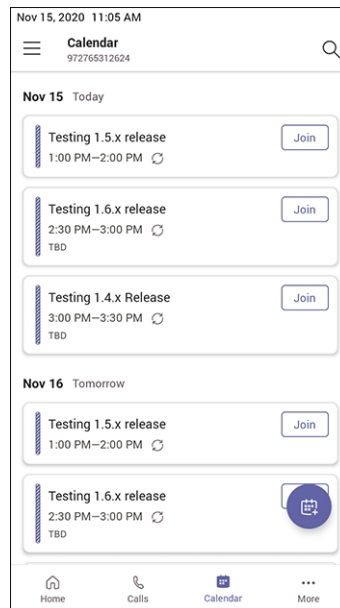 Nov 15, 2020 11:05 AM
Calendar
972765312624
Nov 15 Today
Testing 1.5.x release
Join
1:00 PM–2:00 PM
Testing 1.6.x release
Join
2:30 PM–3:00 PM
TBD
Testing 1.4.x Release
Join
3:00 PM–3:30 PM
TBD
Nov 16 Tomorrow
Testing 1.5.x release
Join
1:00 PM–2:00 PM
Testing 1.6.x release
2:30 PM–3:00 PM
TBD
Home Calls Calendar More